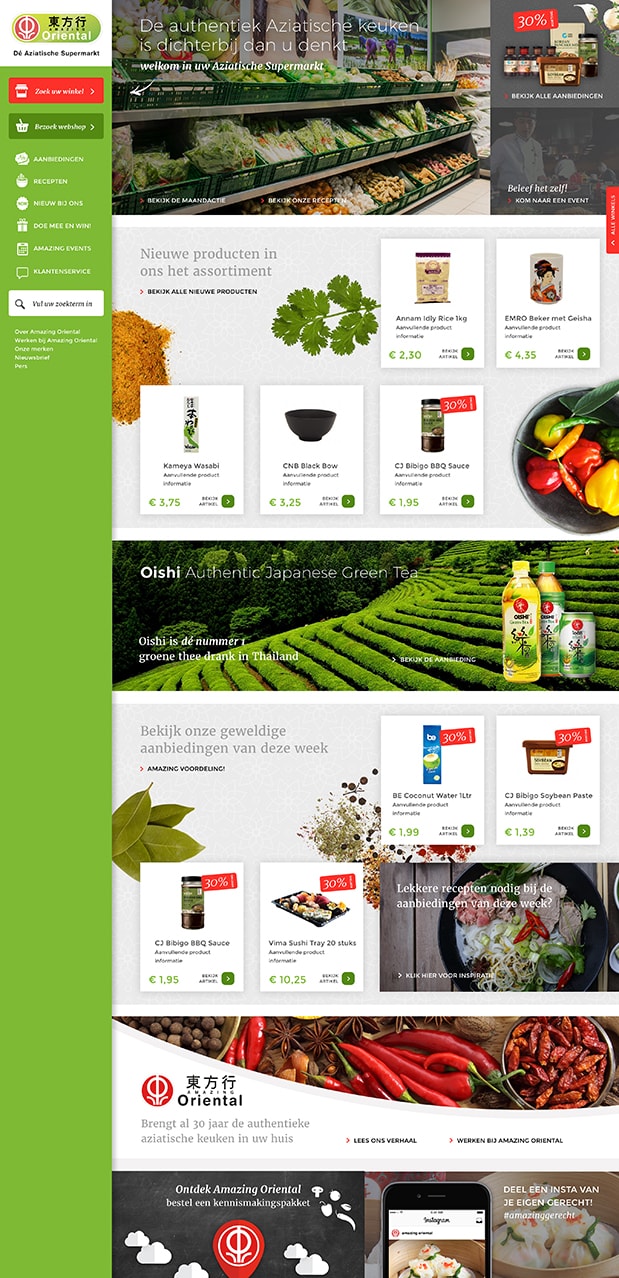 東方行
AMAZING
Oriental
Dé Aziatische Supermarkt
Zoek uw winkel
Bezoek webshop
AANBIEDINGEN
RECEPTEN
NIEUW BIJ ONS
DOE MEE EN WIN!
AMAZING EVENTS
KLANTENSERVICE
Vul uw zoekterm in
Over Amazing Oriental
Werken bij Amazing Oriental
Onze merken
Nieuwsbrief
Pers
De authentiek Aziatische keuken
is dichterbij dan u denkt
welkom in uw Aziatische Supermarkt
BEKIJK DE MAANDACTIE
BEKIJK ONZE RECEPTEN
30%
BEKIJK ALLE AANBIEDINGEN
Beleef het zelf!
KOM NAAR EEN EVENT
ALLE WINKELS
Nieuwe producten in
ons het assortiment
BEKIJK ALLE NIEUWE PRODUCTEN
Annam Idly Rice 1kg
Aanvullende product
informatie
€ 2,30
BEKIJK
ARTIKEL
EMRO Beker met Geisha
Aanvullende product
informatie
€ 4,35
BEKIJK
ARTIKEL
Kameya Wasabi
Aanvullende product
informatie
€ 3,75
BEKIJK
ARTIKEL
CNB Black Bow
Aanvullende product
informatie
€ 3,25
BEKIJK
ARTIKEL
30%
CJ Bibigo BBQ Sauce
Aanvullende product
informatie
€ 1,95
BEKIJK
ARTIKEL
Oishi Authentic Japanese Green Tea
Oishi is dé nummer 1
groene thee drank in Thailand
BEKIJK DE AANBIEDING
OISHI
GREEN TEA
OISHI
OISHI
Bekijk onze geweldige
aanbiedingen van deze week
AMAZING VOORDELING!
be
30%
BE Coconut Water 1Ltr
Aanvullende product
informatie
€ 1,99
BEKIJK
ARTIKEL
30%
CJ Bibigo Soybean Paste
Aanvullende product
informatie
€ 1,39
BEKIJK
ARTIKEL
30%
CJ Bibigo BBQ Sauce
Aanvullende product
informatie
€ 1,95
BEKIJK
ARTIKEL
30%
Vima Sushi Tray 20 stuks
Aanvullende product
informatie
€ 10,25
BEKIJK
ARTIKEL
Lekkere recepten nodig bij de
aanbiedingen van deze week?
KLIK HIER VOOR INSPIRATIE
東方行
AMAZING
Oriental
Brengt al 30 jaar de authentieke
aziatische keuken in uw huis
LEES ONS VERHAAL
WERKEN BIJ AMAZING ORIENTAL
Ontdek Amazing Oriental
bestel een kennismakingspakket
Instagram
amazing oriental
DEEL EEN INSTA VAN
JE EIGEN GERECHT!
#amazinggerecht